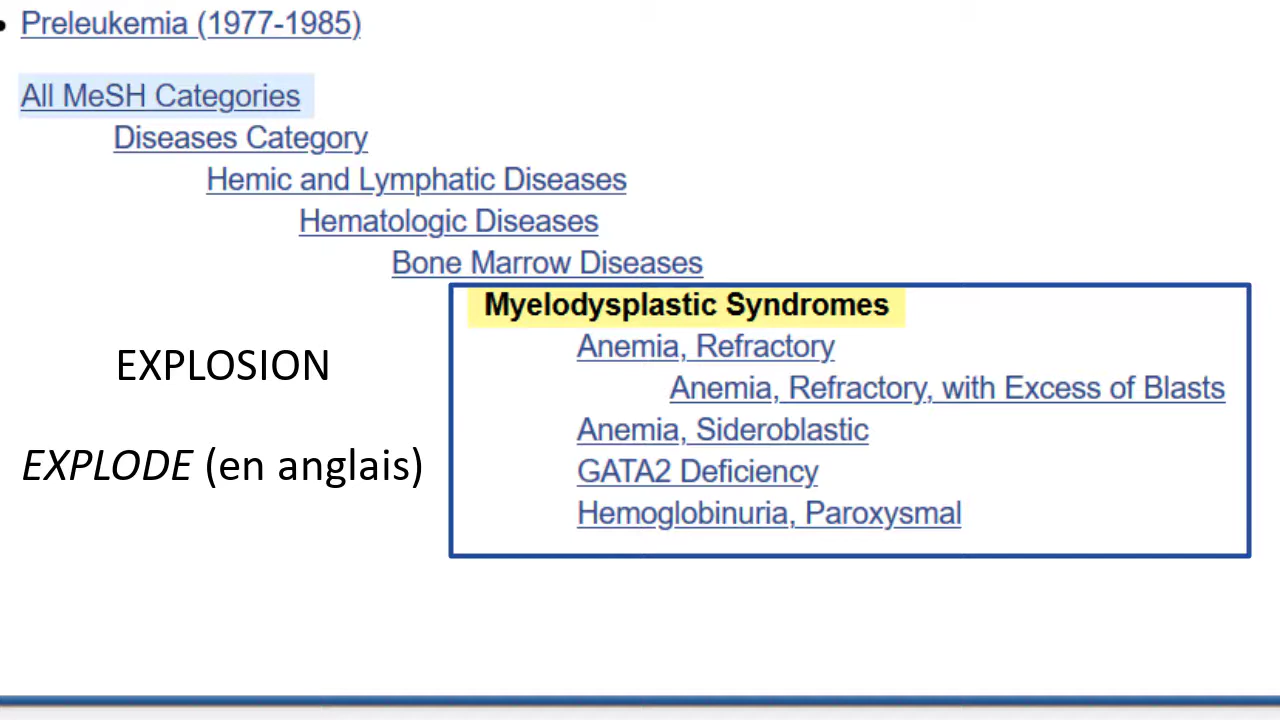 Preleukemia (1977-1985)
All MeSH Categories
Diseases Category
Hemic and Lymphatic Diseases
Hematologic Diseases
Bone Marrow Diseases
Myelodysplastic Syndromes
Anemia, Refractory
Anemia, Refractory, with Excess of Blasts
Anemia, Sideroblastic
GATA2 Deficiency
Hemoglobinuria, Paroxysmal
EXPLOSION
EXPLODE (en anglais)